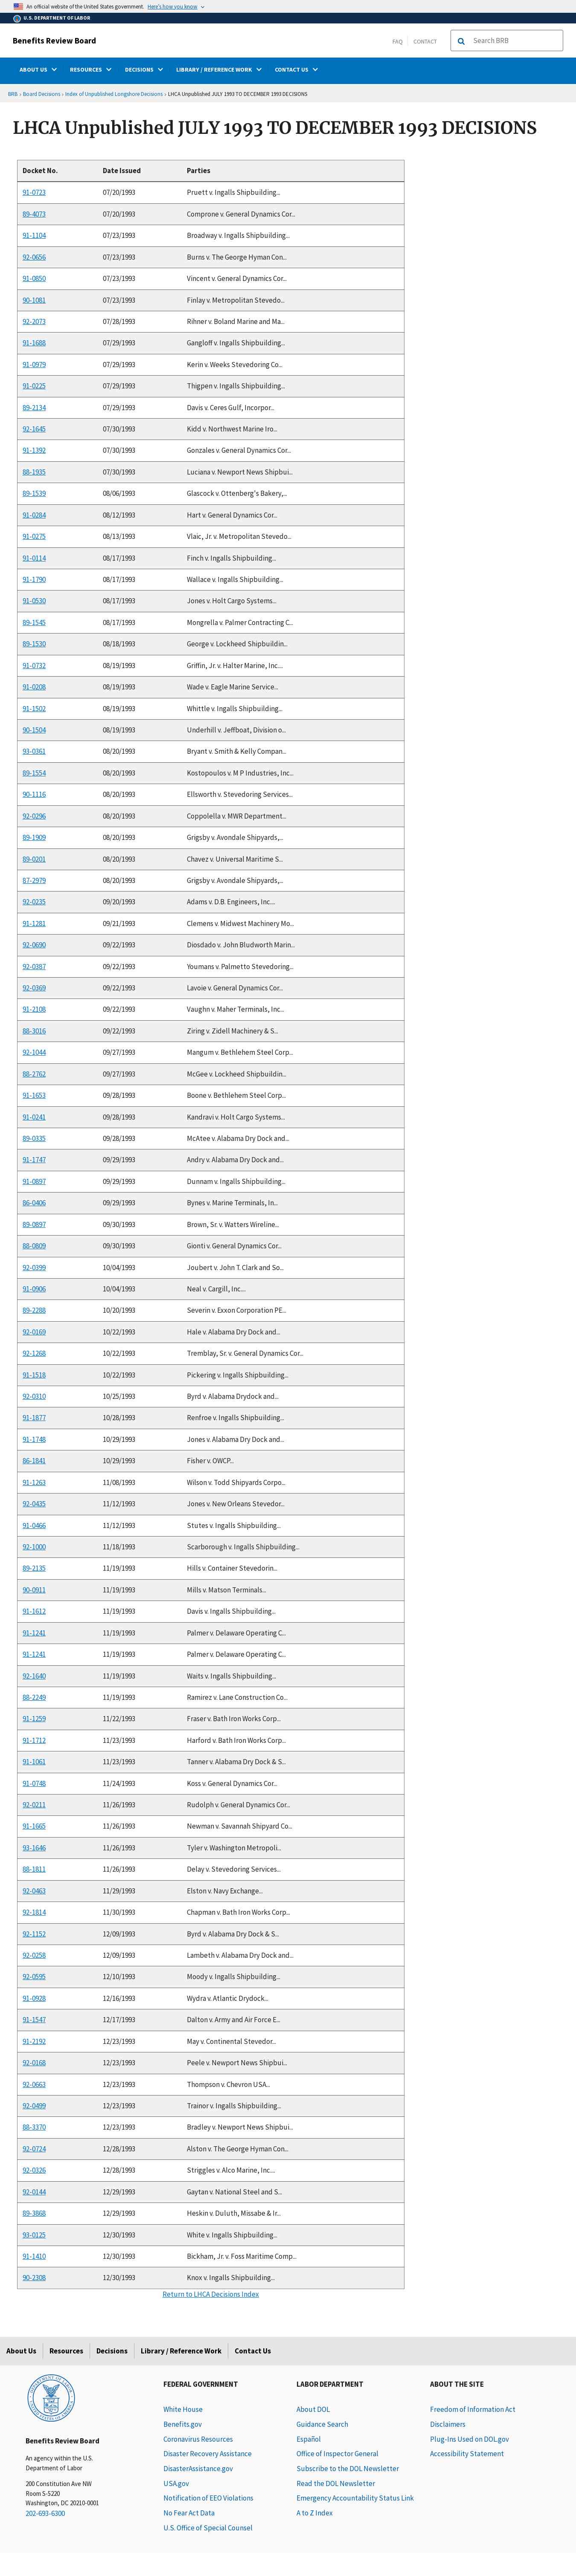 An official website of the United States government. Here's how you know
U.S. DEPARTMENT OF LABOR
Benefits Review Board
FAQ CONTACT Search BRB
ABOUT US RESOURCES DECISIONS LIBRARY / REFERENCE WORK CONTACT US
BRB › Board Decisions › Index of Unpublished Longshore Decisions › LHCA Unpublished JULY 1993 TO DECEMBER 1993 DECISIONS
LHCA Unpublished JULY 1993 TO DECEMBER 1993 DECISIONS
Docket No. Date Issued Parties
91-0723 07/20/1993 Pruett v. Ingalls Shipbuilding...
89-4073 07/20/1993 Comprone v. General Dynamics Cor...
91-1104 07/23/1993 Broadway v. Ingalls Shipbuilding...
92-0656 07/23/1993 Burns v. The George Hyman Con...
91-0850 07/23/1993 Vincent v. General Dynamics Cor...
90-1081 07/23/1993 Finlay v. Metropolitan Stevedo...
92-2073 07/28/1993 Rihner v. Boland Marine and Ma...
91-1688 07/29/1993 Gangloff v. Ingalls Shipbuilding...
91-0979 07/29/1993 Kerin v. Weeks Stevedoring Co...
91-0225 07/29/1993 Thigpen v. Ingalls Shipbuilding...
89-2134 07/29/1993 Davis v. Ceres Gulf, Incorpor...
92-1645 07/30/1993 Kidd v. Northwest Marine Iro...
91-1392 07/30/1993 Gonzales v. General Dynamics Cor...
88-1935 07/30/1993 Luciana v. Newport News Shipbui...
89-1539 08/06/1993 Glascock v. Ottenberg's Bakery,...
91-0284 08/12/1993 Hart v. General Dynamics Cor...
91-0275 08/13/1993 Vlaic, Jr. v. Metropolitan Stevedo...
91-0114 08/17/1993 Finch v. Ingalls Shipbuilding...
91-1790 08/17/1993 Wallace v. Ingalls Shipbuilding...
91-0530 08/17/1993 Jones v. Holt Cargo Systems...
89-1545 08/17/1993 Mongrella v. Palmer Contracting C...
89-1530 08/18/1993 George v. Lockheed Shipbuildin...
91-0732 08/19/1993 Griffin, Jr. v. Halter Marine, Inc....
91-0208 08/19/1993 Wade v. Eagle Marine Service...
91-1502 08/19/1993 Whittle v. Ingalls Shipbuilding...
90-1504 08/19/1993 Underhill v. Jeffboat, Division o...
93-0361 08/20/1993 Bryant v. Smith & Kelly Compan...
89-1554 08/20/1993 Kostopoulos v. M P Industries, Inc...
90-1116 08/20/1993 Ellsworth v. Stevedoring Services...
92-0296 08/20/1993 Coppolella v. MWR Department...
89-1909 08/20/1993 Grigsby v. Avondale Shipyards,...
89-0201 08/20/1993 Chavez v. Universal Maritime S...
87-2979 08/20/1993 Grigsby v. Avondale Shipyards,...
92-0235 09/20/1993 Adams v. D.B. Engineers, Inc....
91-1281 09/21/1993 Clemens v. Midwest Machinery Mo...
92-0690 09/22/1993 Diosdado v. John Bludworth Marin...
92-0387 09/22/1993 Youmans v. Palmetto Stevedoring...
92-0369 09/22/1993 Lavoie v. General Dynamics Cor...
91-2108 09/22/1993 Vaughn v. Maher Terminals, Inc...
88-3016 09/22/1993 Ziring v. Zidell Machinery & S...
92-1044 09/27/1993 Mangum v. Bethlehem Steel Corp...
88-2762 09/27/1993 McGee v. Lockheed Shipbuildin...
91-1653 09/28/1993 Boone v. Bethlehem Steel Corp...
91-0241 09/28/1993 Kandravi v. Holt Cargo Systems...
89-0335 09/28/1993 McAtee v. Alabama Dry Dock and...
91-1747 09/29/1993 Andry v. Alabama Dry Dock and...
91-0897 09/29/1993 Dunnam v. Ingalls Shipbuilding...
86-0406 09/29/1993 Bynes v. Marine Terminals, In...
89-0897 09/30/1993 Brown, Sr. v. Watters Wireline...
88-0809 09/30/1993 Gionti v. General Dynamics Cor...
92-0399 10/04/1993 Joubert v. John T. Clark and So...
91-0906 10/04/1993 Neal v. Cargill, Inc....
89-2288 10/20/1993 Severin v. Exxon Corporation PE...
92-0169 10/22/1993 Hale v. Alabama Dry Dock and...
92-1268 10/22/1993 Tremblay, Sr. v. General Dynamics Cor...
91-1518 10/22/1993 Pickering v. Ingalls Shipbuilding...
92-0310 10/25/1993 Byrd v. Alabama Drydock and...
91-1877 10/28/1993 Renfroe v. Ingalls Shipbuilding...
91-1748 10/29/1993 Jones v. Alabama Dry Dock and...
86-1841 10/29/1993 Fisher v. OWCP...
91-1263 11/08/1993 Wilson v. Todd Shipyards Corpo...
92-0435 11/12/1993 Jones v. New Orleans Stevedor...
91-0466 11/12/1993 Stutes v. Ingalls Shipbuilding...
92-1000 11/18/1993 Scarborough v. Ingalls Shipbuilding...
89-2135 11/19/1993 Hills v. Container Stevedorin...
90-0911 11/19/1993 Mills v. Matson Terminals...
91-1612 11/19/1993 Davis v. Ingalls Shipbuilding...
91-1241 11/19/1993 Palmer v. Delaware Operating C...
91-1241 11/19/1993 Palmer v. Delaware Operating C...
92-1640 11/19/1993 Waits v. Ingalls Shipbuilding...
88-2249 11/19/1993 Ramirez v. Lane Construction Co...
91-1259 11/22/1993 Fraser v. Bath Iron Works Corp...
91-1712 11/23/1993 Harford v. Bath Iron Works Corp...
91-1061 11/23/1993 Tanner v. Alabama Dry Dock & S...
91-0748 11/24/1993 Koss v. General Dynamics Cor...
92-0211 11/26/1993 Rudolph v. General Dynamics Cor...
91-1665 11/26/1993 Newman v. Savannah Shipyard Co...
93-1646 11/26/1993 Tyler v. Washington Metropoli...
88-1811 11/26/1993 Delay v. Stevedoring Services...
92-0463 11/29/1993 Elston v. Navy Exchange...
92-1814 11/30/1993 Chapman v. Bath Iron Works Corp...
92-1152 12/09/1993 Byrd v. Alabama Dry Dock & S...
92-0258 12/09/1993 Lambeth v. Alabama Dry Dock and...
92-0595 12/10/1993 Moody v. Ingalls Shipbuilding...
91-0928 12/16/1993 Wydra v. Atlantic Drydock...
91-1547 12/17/1993 Dalton v. Army and Air Force E...
91-2192 12/23/1993 May v. Continental Stevedor...
92-0168 12/23/1993 Peele v. Newport News Shipbui...
92-0663 12/23/1993 Thompson v. Chevron USA...
92-0499 12/23/1993 Trainor v. Ingalls Shipbuilding...
88-3370 12/23/1993 Bradley v. Newport News Shipbui...
92-0724 12/28/1993 Alston v. The George Hyman Con...
92-0326 12/28/1993 Striggles v. Alco Marine, Inc....
92-0144 12/29/1993 Gaytan v. National Steel and S...
89-3868 12/29/1993 Heskin v. Duluth, Missabe & Ir...
93-0125 12/30/1993 White v. Ingalls Shipbuilding...
91-1410 12/30/1993 Bickham, Jr. v. Foss Maritime Comp...
90-2308 12/30/1993 Knox v. Ingalls Shipbuilding...
Return to LHCA Decisions Index
About Us Resources Decisions Library / Reference Work Contact Us
Benefits Review Board
An agency within the U.S.
Department of Labor
200 Constitution Ave NW
Room S-5220
Washington, DC 20210-0001
202-693-6300
FEDERAL GOVERNMENT
White House
Benefits.gov
Coronavirus Resources
Disaster Recovery Assistance
DisasterAssistance.gov
USA.gov
Notification of EEO Violations
No Fear Act Data
U.S. Office of Special Counsel
LABOR DEPARTMENT
About DOL
Guidance Search
Español
Office of Inspector General
Subscribe to the DOL Newsletter
Read the DOL Newsletter
Emergency Accountability Status Link
A to Z Index
ABOUT THE SITE
Freedom of Information Act
Disclaimers
Plug-Ins Used on DOL.gov
Accessibility Statement